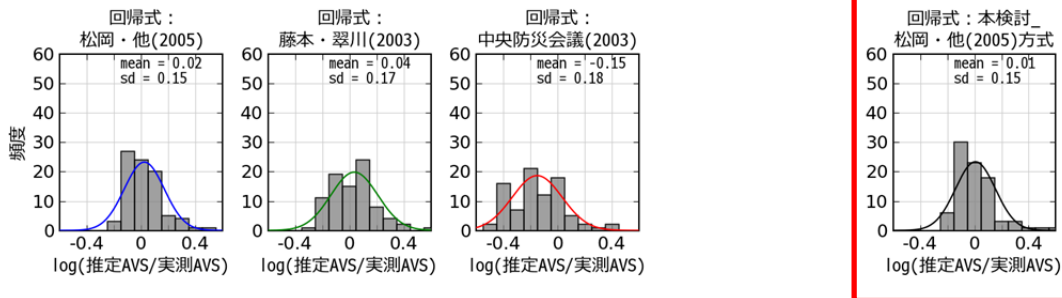 回帰式：
松岡・他(2005)
mean = 0.02
sd = 0.15
60
50
40
30
20
10
0
頻度
-0.4 0 0.4
log(推定AVS/実測AVS)
回帰式：
藤本・翠川(2003)
mean = 0.04
sd = 0.17
60
50
40
30
20
10
0
-0.4 0 0.4
log(推定AVS/実測AVS)
回帰式：
中央防災会議(2003)
mean = -0.15
sd = 0.18
60
50
40
30
20
10
0
-0.4 0 0.4
log(推定AVS/実測AVS)
回帰式：本検討_
松岡・他(2005)方式
mean = 0.01
sd = 0.15
60
50
40
30
20
10
0
-0.4 0 0.4
log(推定AVS/実測AVS)